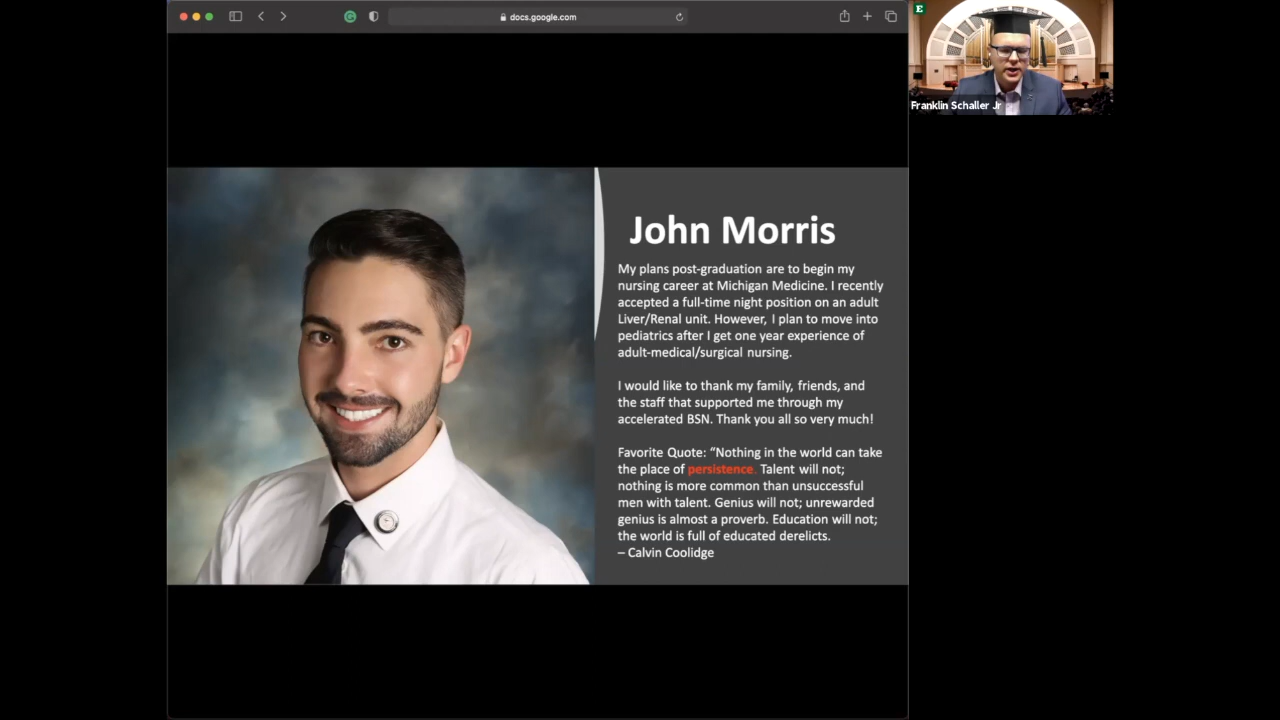 docs.google.com
E
Franklin Schaller Jr
John Morris
My plans post-graduation are to begin my
nursing career at Michigan Medicine. I recently
accepted a full-time night position on an adult
Liver/Renal unit. However, I plan to move into
pediatrics after I get one year experience of
adult-medical/surgical nursing.
I would like to thank my family, friends, and
the staff that supported me through my
accelerated BSN. Thank you all so very much!
Favorite Quote: “Nothing in the world can take
the place of persistence. Talent will not;
nothing is more common than unsuccessful
men with talent. Genius will not; unrewarded
genius is almost a proverb. Education will not;
the world is full of educated derelicts.
– Calvin Coolidge